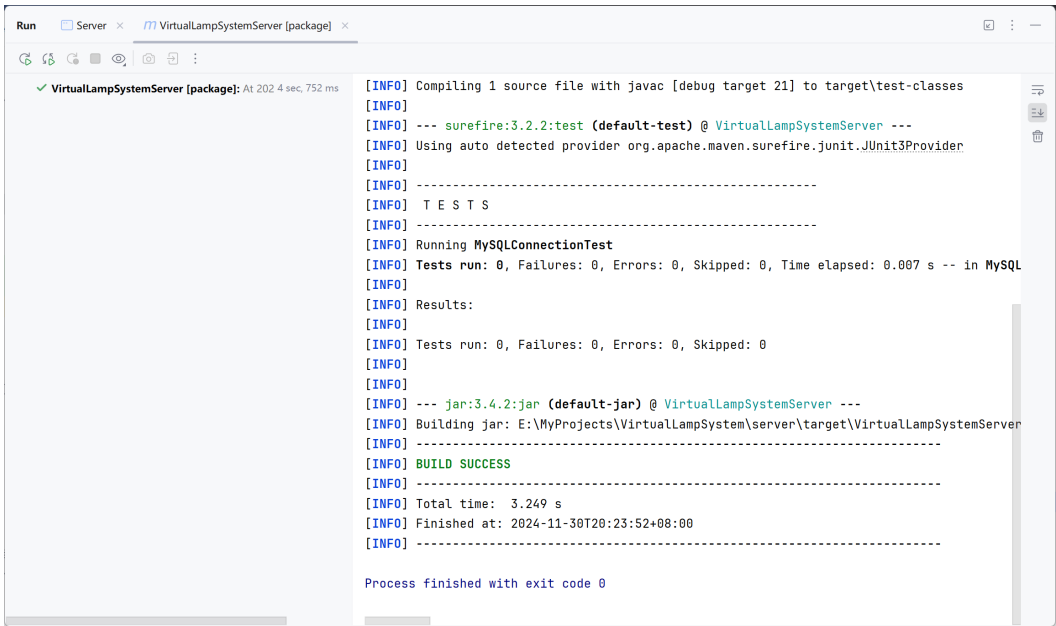 Run Server VirtualLampSystemServer [package]
VirtualLampSystemServer [package]: At 202 4 sec, 752 ms
[INFO] Compiling 1 source file with javac [debug target 21] to target\test-classes
[INFO]
[INFO] --- surefire:3.2.2:test (default-test) @ VirtualLampSystemServer ---
[INFO] Using auto detected provider org.apache.maven.surefire.junit.JUnit3Provider
[INFO]
[INFO] -------------------------------------------------------
[INFO]  T E S T S
[INFO] -------------------------------------------------------
[INFO] Running MySQLConnectionTest
[INFO] Tests run: 0, Failures: 0, Errors: 0, Skipped: 0, Time elapsed: 0.007 s -- in MySQL
[INFO]
[INFO] Results:
[INFO]
[INFO] Tests run: 0, Failures: 0, Errors: 0, Skipped: 0
[INFO]
[INFO]
[INFO] --- jar:3.4.2:jar (default-jar) @ VirtualLampSystemServer ---
[INFO] Building jar: E:\MyProjects\VirtualLampSystem\server\target\VirtualLampSystemServer
[INFO] ------------------------------------------------------------------------
[INFO] BUILD SUCCESS
[INFO] ------------------------------------------------------------------------
[INFO] Total time:  3.249 s
[INFO] Finished at: 2024-11-30T20:23:52+08:00
[INFO] ------------------------------------------------------------------------
Process finished with exit code 0